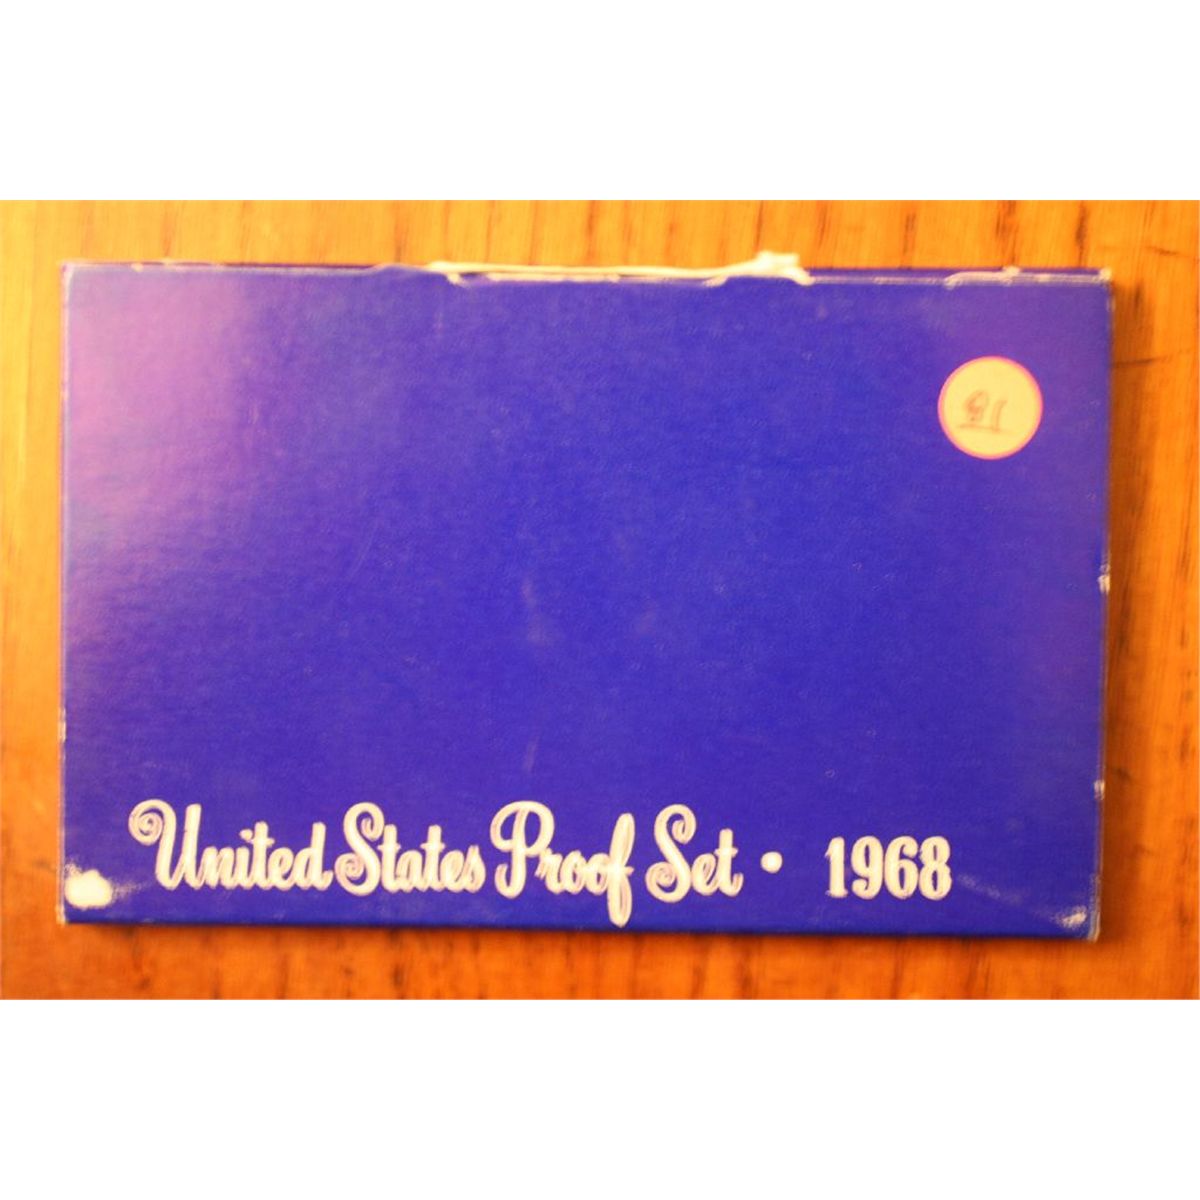 United States Proof Set • 1968